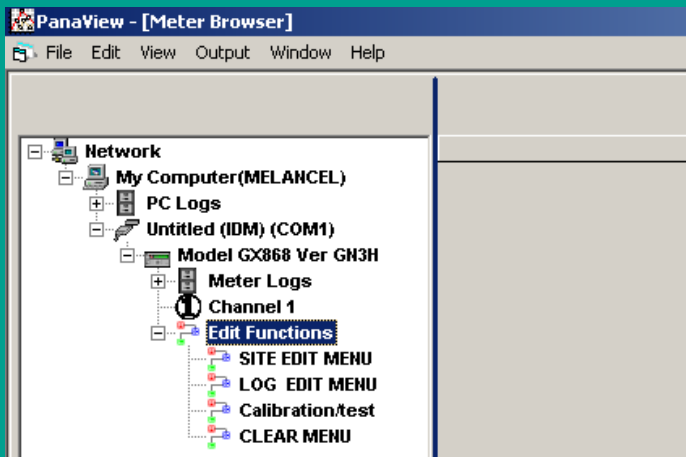 PanaView - [Meter Browser]
File Edit View Output Window Help
Network
My Computer(MELANCEL)
PC Logs
Untitled (IDM) (COM1)
Model GX868 Ver GN3H
Meter Logs
1 Channel 1
Edit Functions
SITE EDIT MENU
LOG EDIT MENU
Calibration/test
CLEAR MENU